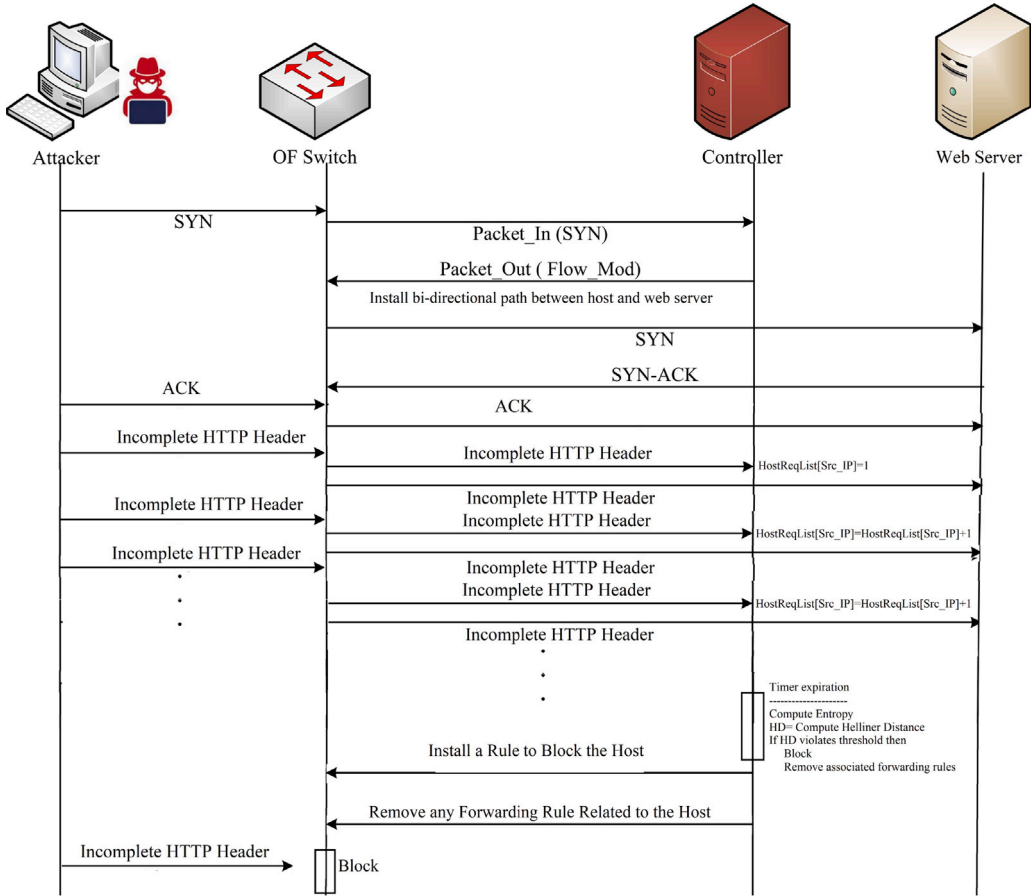 Attacker
OF Switch
Controller
Web Server
SYN
Packet_In (SYN)
Packet_Out ( Flow_Mod)
Install bi-directional path between host and web server
SYN
SYN-ACK
ACK
ACK
Incomplete HTTP Header
Incomplete HTTP Header
HostReqList[Src_IP]=1
Incomplete HTTP Header
Incomplete HTTP Header
Incomplete HTTP Header
HostReqList[Src_IP]=HostReqList[Src_IP]+1
Incomplete HTTP Header
Incomplete HTTP Header
Incomplete HTTP Header
HostReqList[Src_IP]=HostReqList[Src_IP]+1
Incomplete HTTP Header
Timer expiration
---------------------
Compute Entropy
HD= Compute Helliner Distance
If HD violates threshold then
Block
Remove associated forwarding rules
Install a Rule to Block the Host
Remove any Forwarding Rule Related to the Host
Incomplete HTTP Header
Block